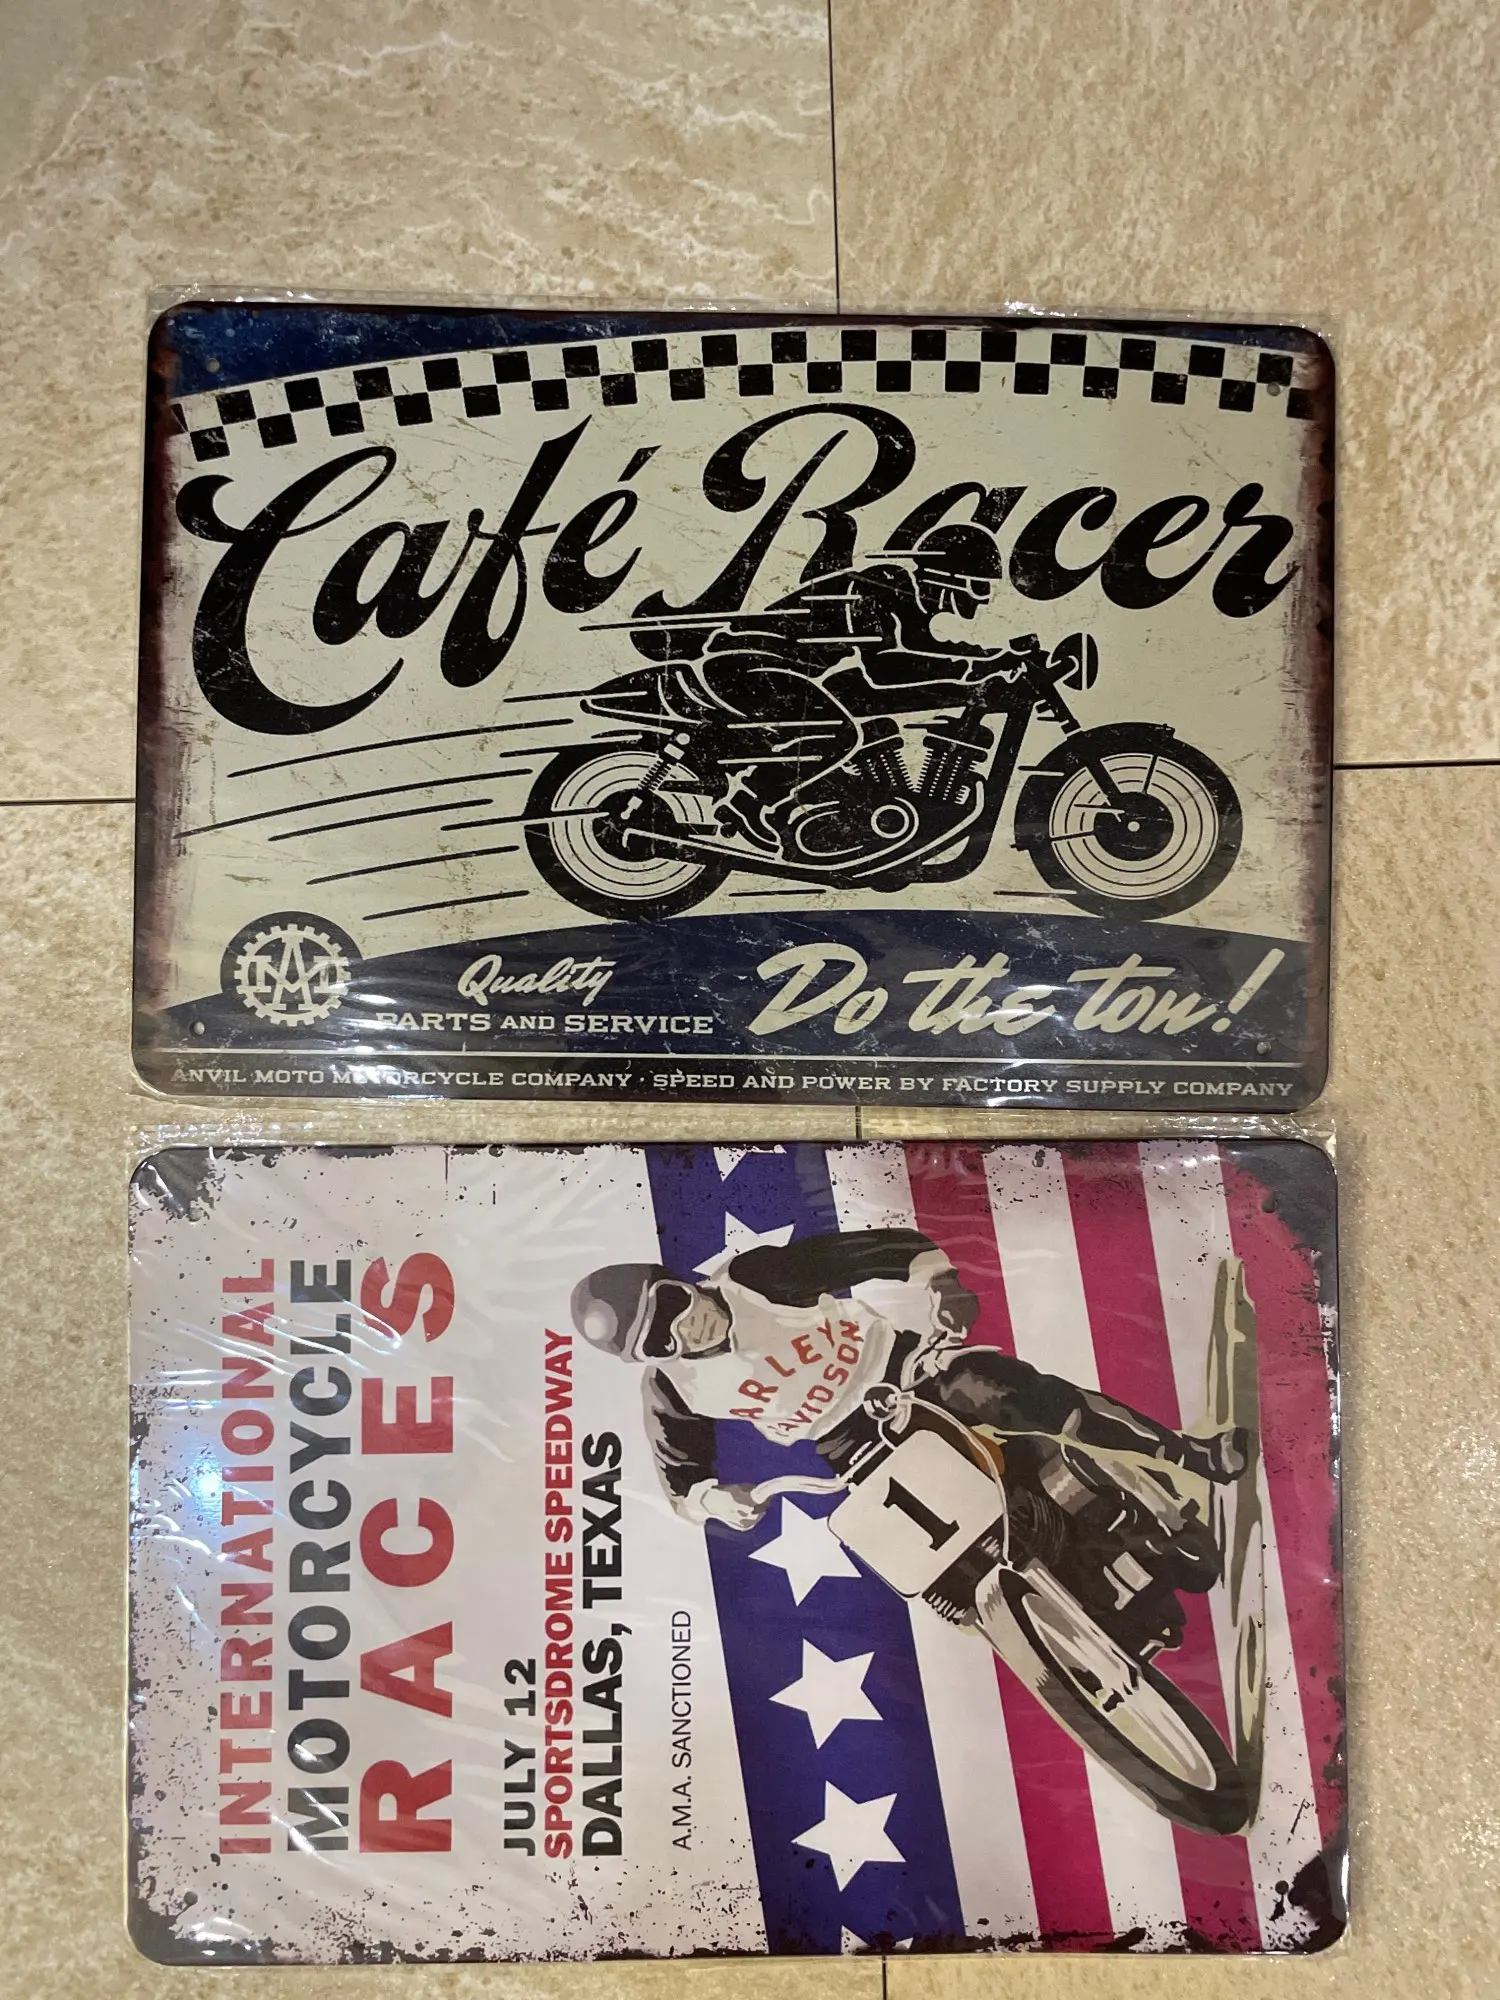 Café Racer
Quality
PARTS AND SERVICE
Do the ton!
ANVIL MOTO MOTORCYCLE COMPANY · SPEED AND POWER BY FACTORY SUPPLY COMPANY
INTERNATIONAL
MOTORCYCLE
RACES
JULY 12
SPORTSDROME SPEEDWAY
DALLAS, TEXAS
A.M.A. SANCTIONED
ARLEY
AVIDSON
1